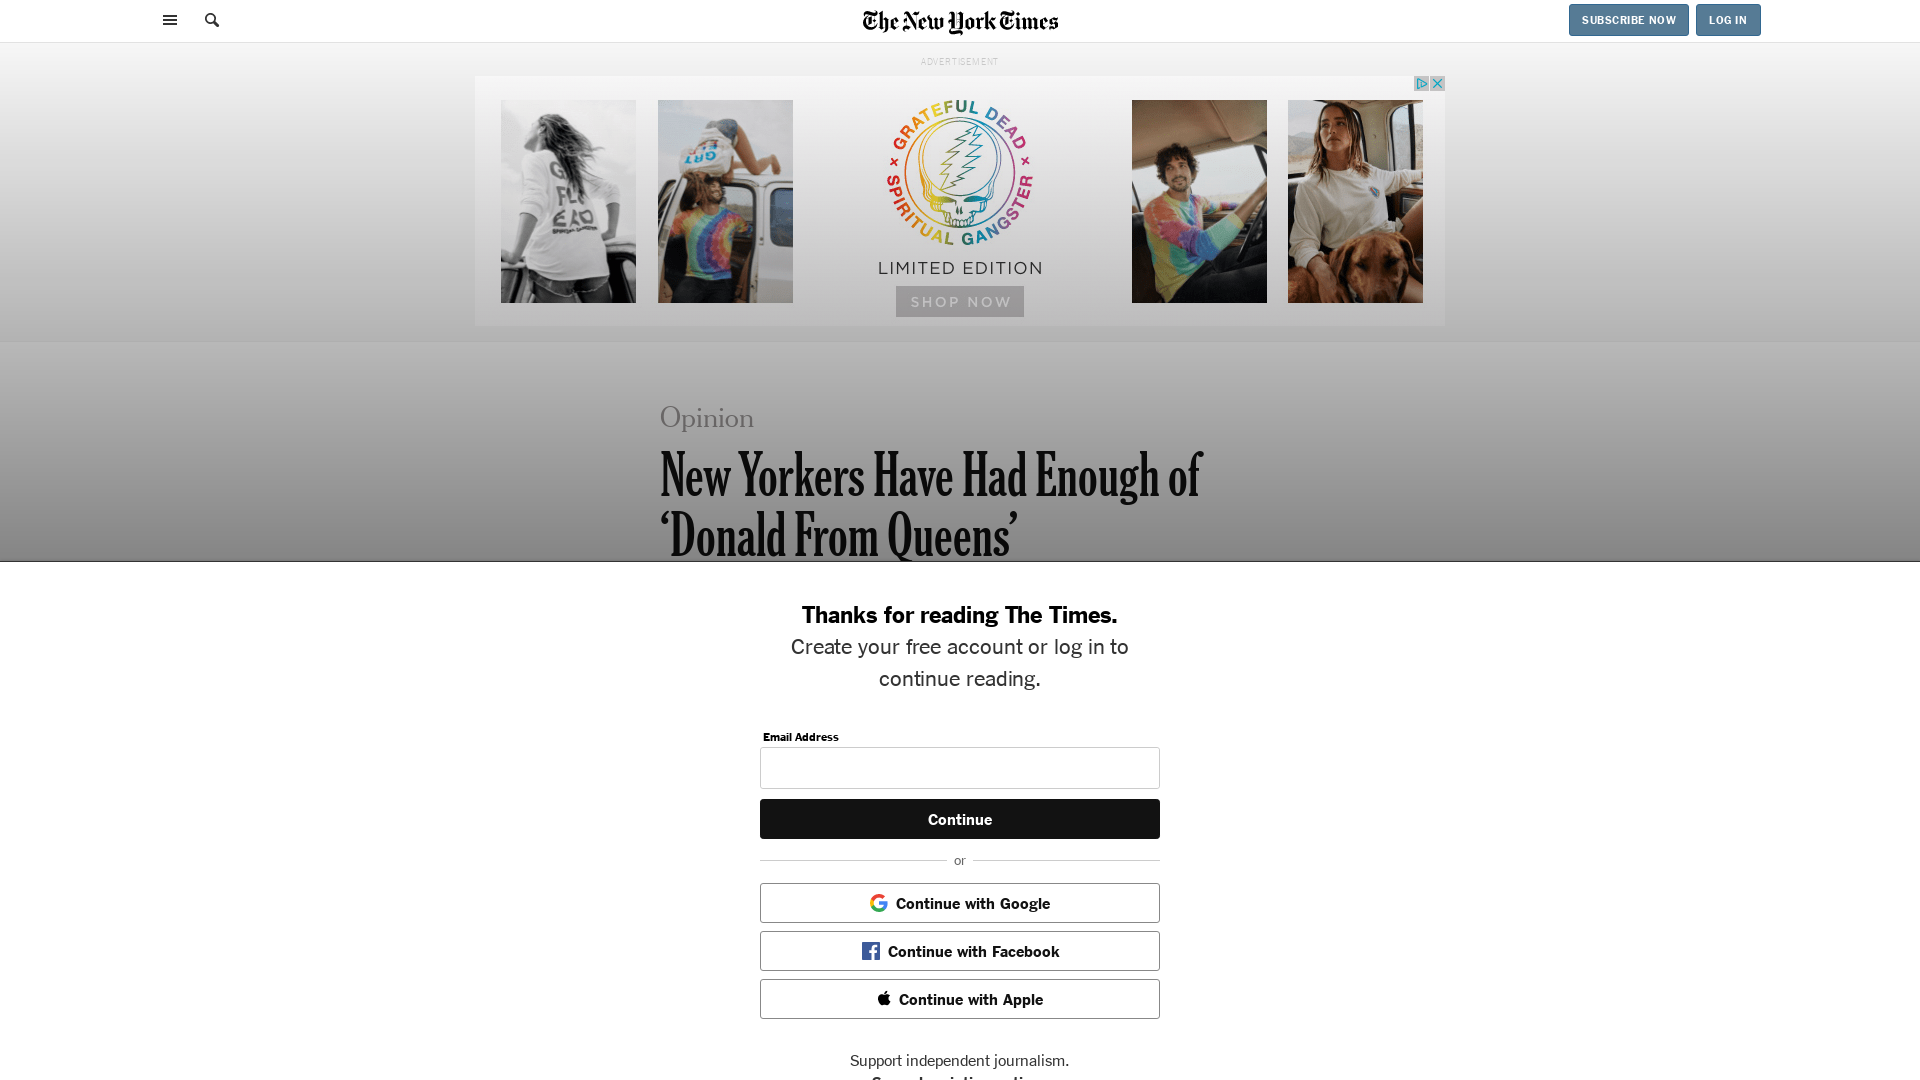 The New York Times
SUBSCRIBE NOW
LOG IN
ADVERTISEMENT
GRATEFUL DEAD × SPIRITUAL GANGSTER ×
LIMITED EDITION
SHOP NOW
Opinion
New Yorkers Have Had Enough of
‘Donald From Queens’
Thanks for reading The Times.
Create your free account or log in to
continue reading.
Email Address
Continue
or
Continue with Google
Continue with Facebook
Continue with Apple
Support independent journalism.